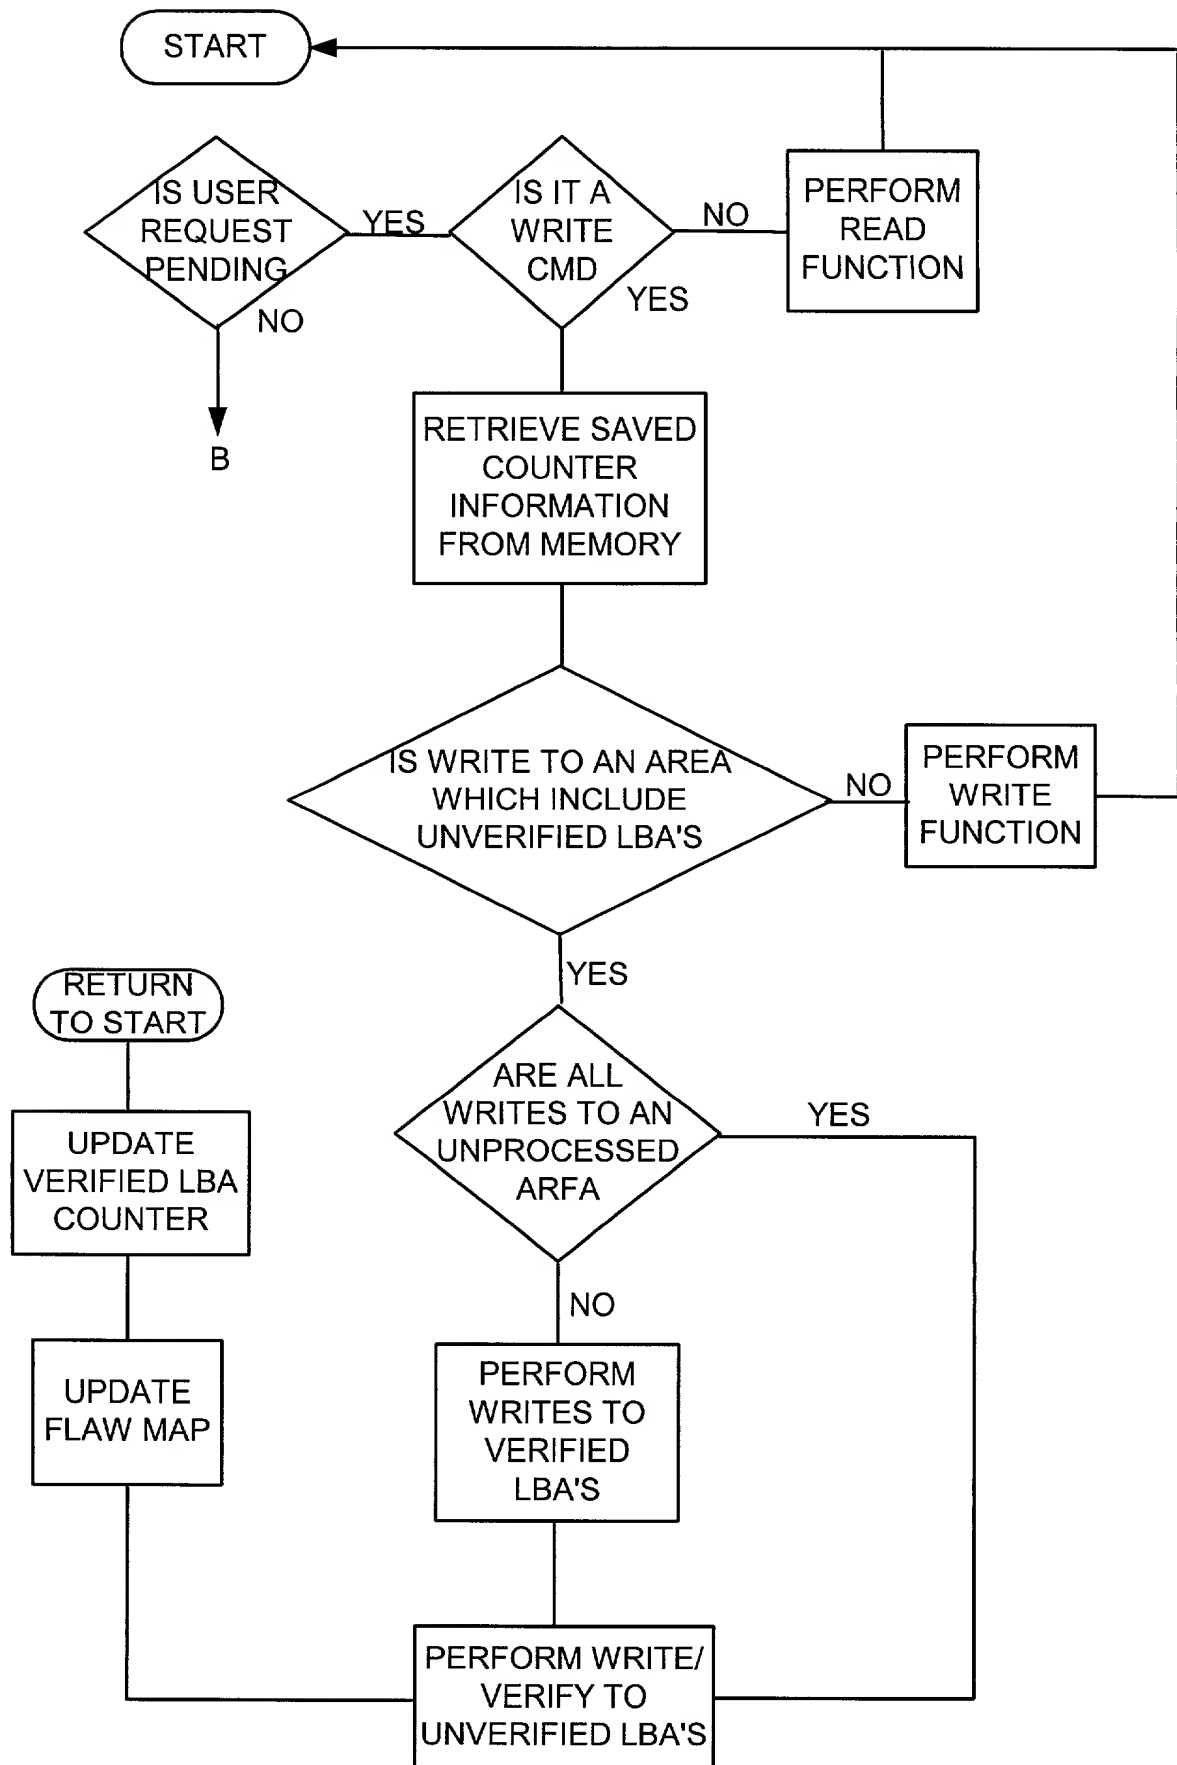 START
IS USER
REQUEST
PENDING
YES
NO
B
IS IT A
WRITE
CMD
NO
YES
PERFORM
READ
FUNCTION
RETRIEVE SAVED
COUNTER
INFORMATION
FROM MEMORY
IS WRITE TO AN AREA
WHICH INCLUDE
UNVERIFIED LBA'S
NO
PERFORM
WRITE
FUNCTION
YES
ARE ALL
WRITES TO AN
UNPROCESSED
ARFA
YES
NO
PERFORM
WRITES TO
VERIFIED
LBA'S
PERFORM WRITE/
VERIFY TO
UNVERIFIED LBA'S
UPDATE
FLAW MAP
UPDATE
VERIFIED LBA
COUNTER
RETURN
TO START